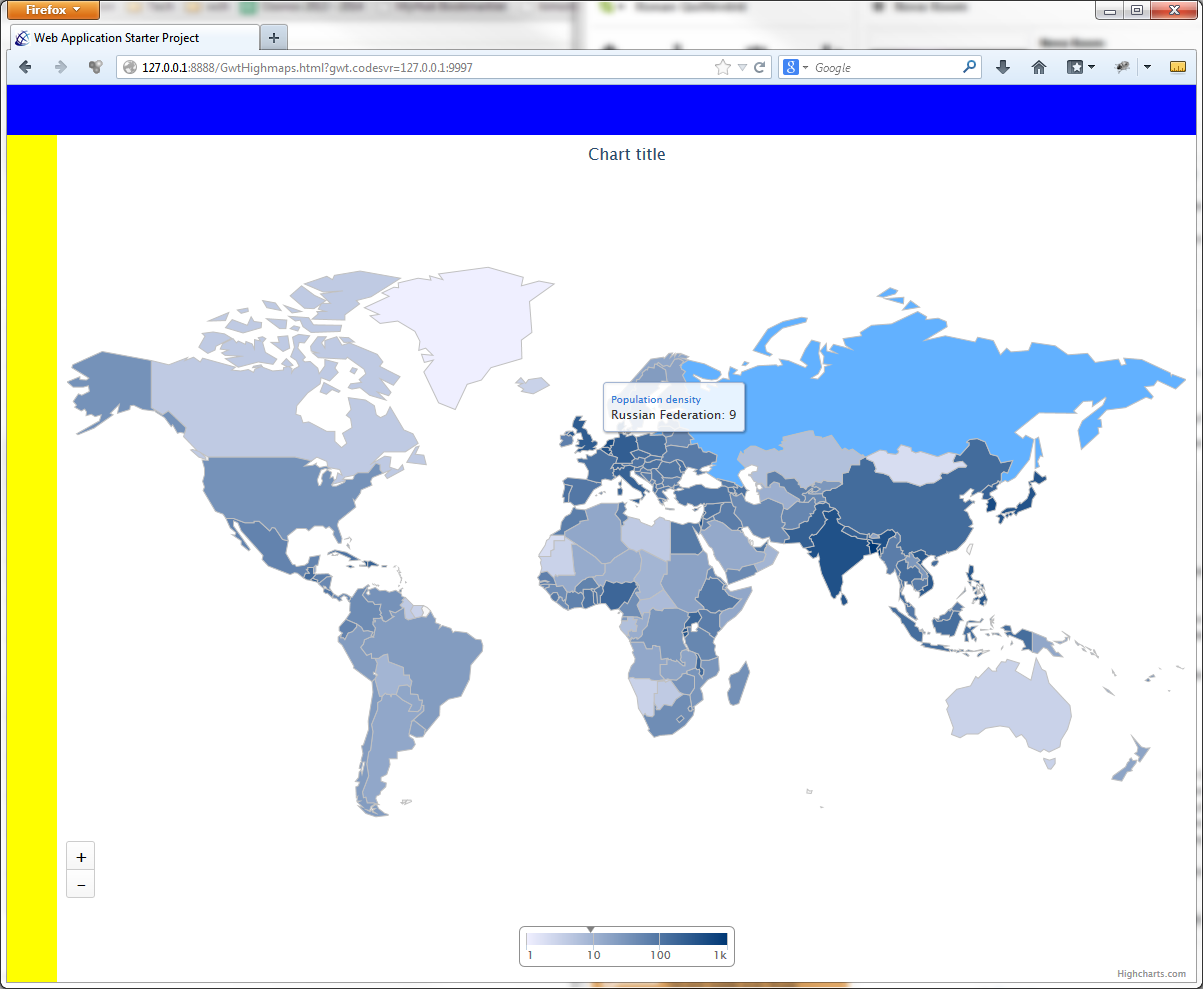 Firefox
Web Application Starter Project
127.0.0.1:8888/GwtHighmaps.html?gwt.codesvr=127.0.0.1:9997
Google
Chart title
Population density
Russian Federation: 9
+
−
1 10 100 1k
Highcharts.com